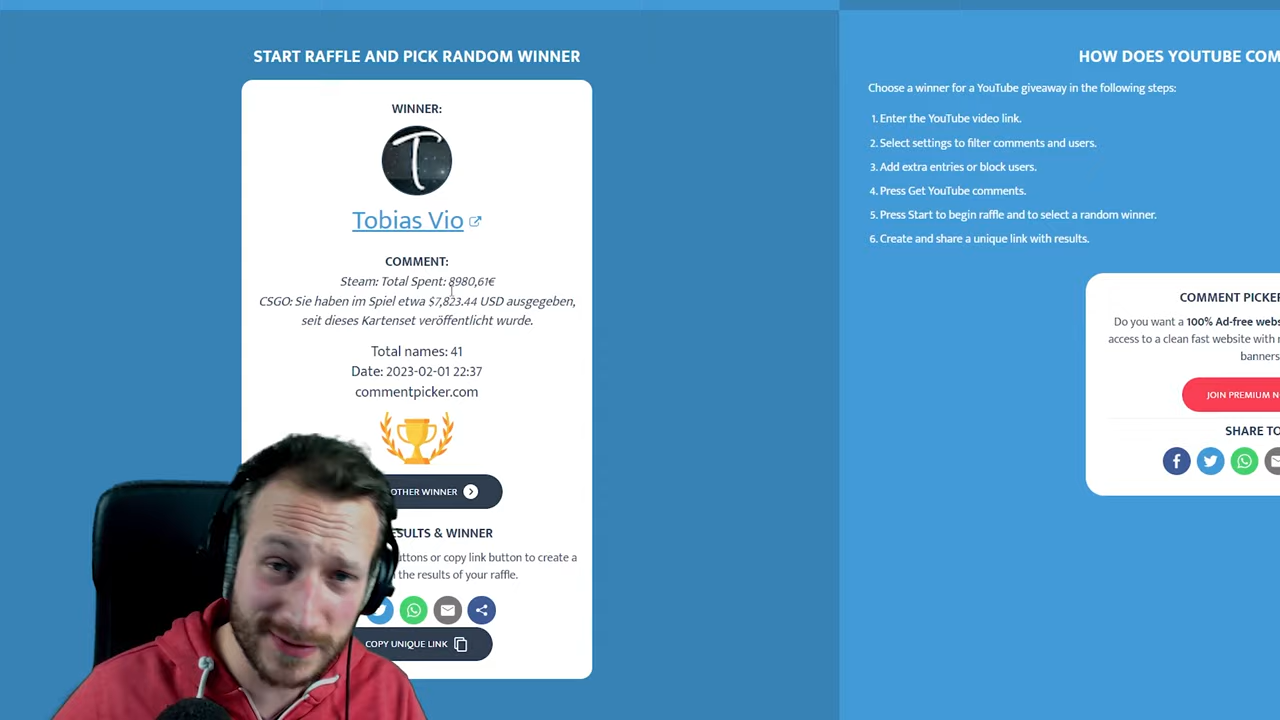 START RAFFLE AND PICK RANDOM WINNER
WINNER:
T
Tobias Vio
COMMENT:
Steam: Total Spent: 8980,61€
CSGO: Sie haben im Spiel etwa $7,823.44 USD ausgegeben,
seit dieses Kartenset veröffentlicht wurde.
Total names: 41
Date: 2023-02-01 22:37
commentpicker.com
OTHER WINNER
& WINNER
or copy link button to create a
the results of your raffle.
COPY UNIQUE LINK
HOW DOES YOUTUBE
Choose a winner for a YouTube giveaway in the following steps:
1. Enter the YouTube video link.
2. Select settings to filter comments and users.
3. Add extra entries or block users.
4. Press Get YouTube comments.
5. Press Start to begin raffle and to select a random winner.
6. Create and share a unique link with results.
COMMENT
Do you want a 100% Ad-free
access to a clean fast website with
banners
JOIN PREMIUM
SHARE TO